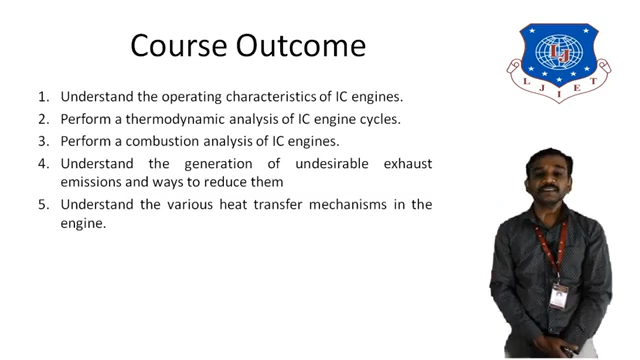 Course Outcome
1. Understand the operating characteristics of IC engines.
2. Perform a thermodynamic analysis of IC engine cycles.
3. Perform a combustion analysis of IC engines.
4. Understand the generation of undesirable exhaust
emissions and ways to reduce them
5. Understand the various heat transfer mechanisms in the
engine.
LJ
LJIET